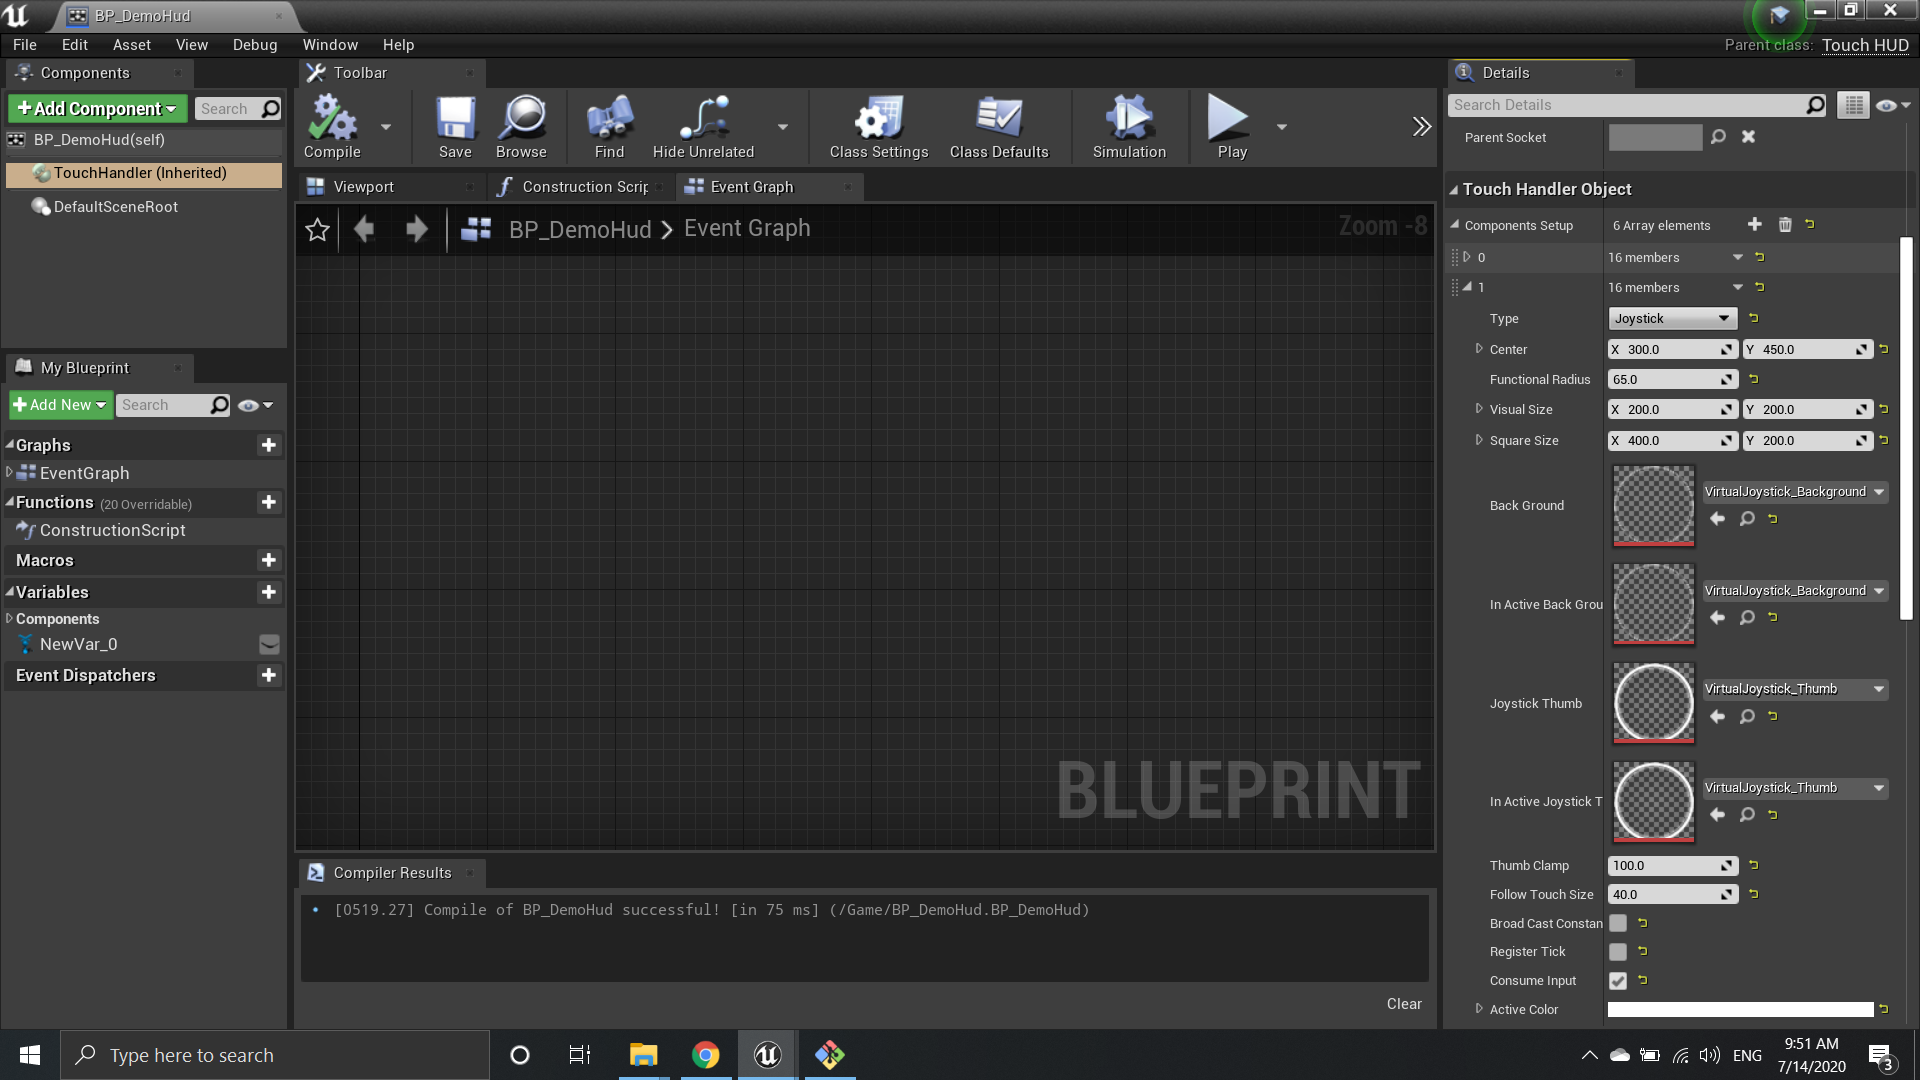 BP_DemoHud
File Edit Asset View Debug Window Help
Parent class: Touch HUD
Components
Add Component
Search
BP_DemoHud(self)
TouchHandler (Inherited)
DefaultSceneRoot
My Blueprint
Add New
Search
Graphs
EventGraph
Functions (20 Overridable)
ConstructionScript
Macros
Variables
Components
NewVar_0
Event Dispatchers
Toolbar
Compile
Save
Browse
Find
Hide Unrelated
Class Settings
Class Defaults
Simulation
Play
Viewport
Construction Scrip
Event Graph
BP_DemoHud > Event Graph
Zoom -8
BLUEPRINT
Compiler Results
[0519.27] Compile of BP_DemoHud successful! [in 75 ms] (/Game/BP_DemoHud.BP_DemoHud)
Clear
Details
Search Details
Parent Socket
Touch Handler Object
Components Setup 6 Array elements
0 16 members
1 16 members
Type Joystick
Center X 300.0 Y 450.0
Functional Radius 65.0
Visual Size X 200.0 Y 200.0
Square Size X 400.0 Y 200.0
Back Ground VirtualJoystick_Background
In Active Back Grou VirtualJoystick_Background
Joystick Thumb VirtualJoystick_Thumb
In Active Joystick T VirtualJoystick_Thumb
Thumb Clamp 100.0
Follow Touch Size 40.0
Broad Cast Constan
Register Tick
Consume Input
Active Color
Type here to search
ENG
9:51 AM
7/14/2020
3